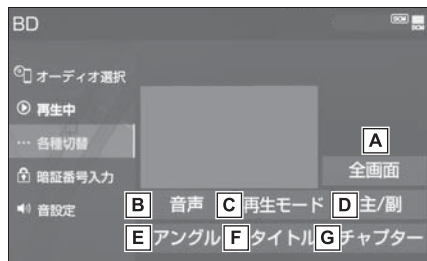 BD
DCM
オーディオ選択
再生中
… 各種切替
暗証番号入力
音設定
A
全画面
B 音声 C 再生モード D 主/副
E アングル F タイトル G チャプター